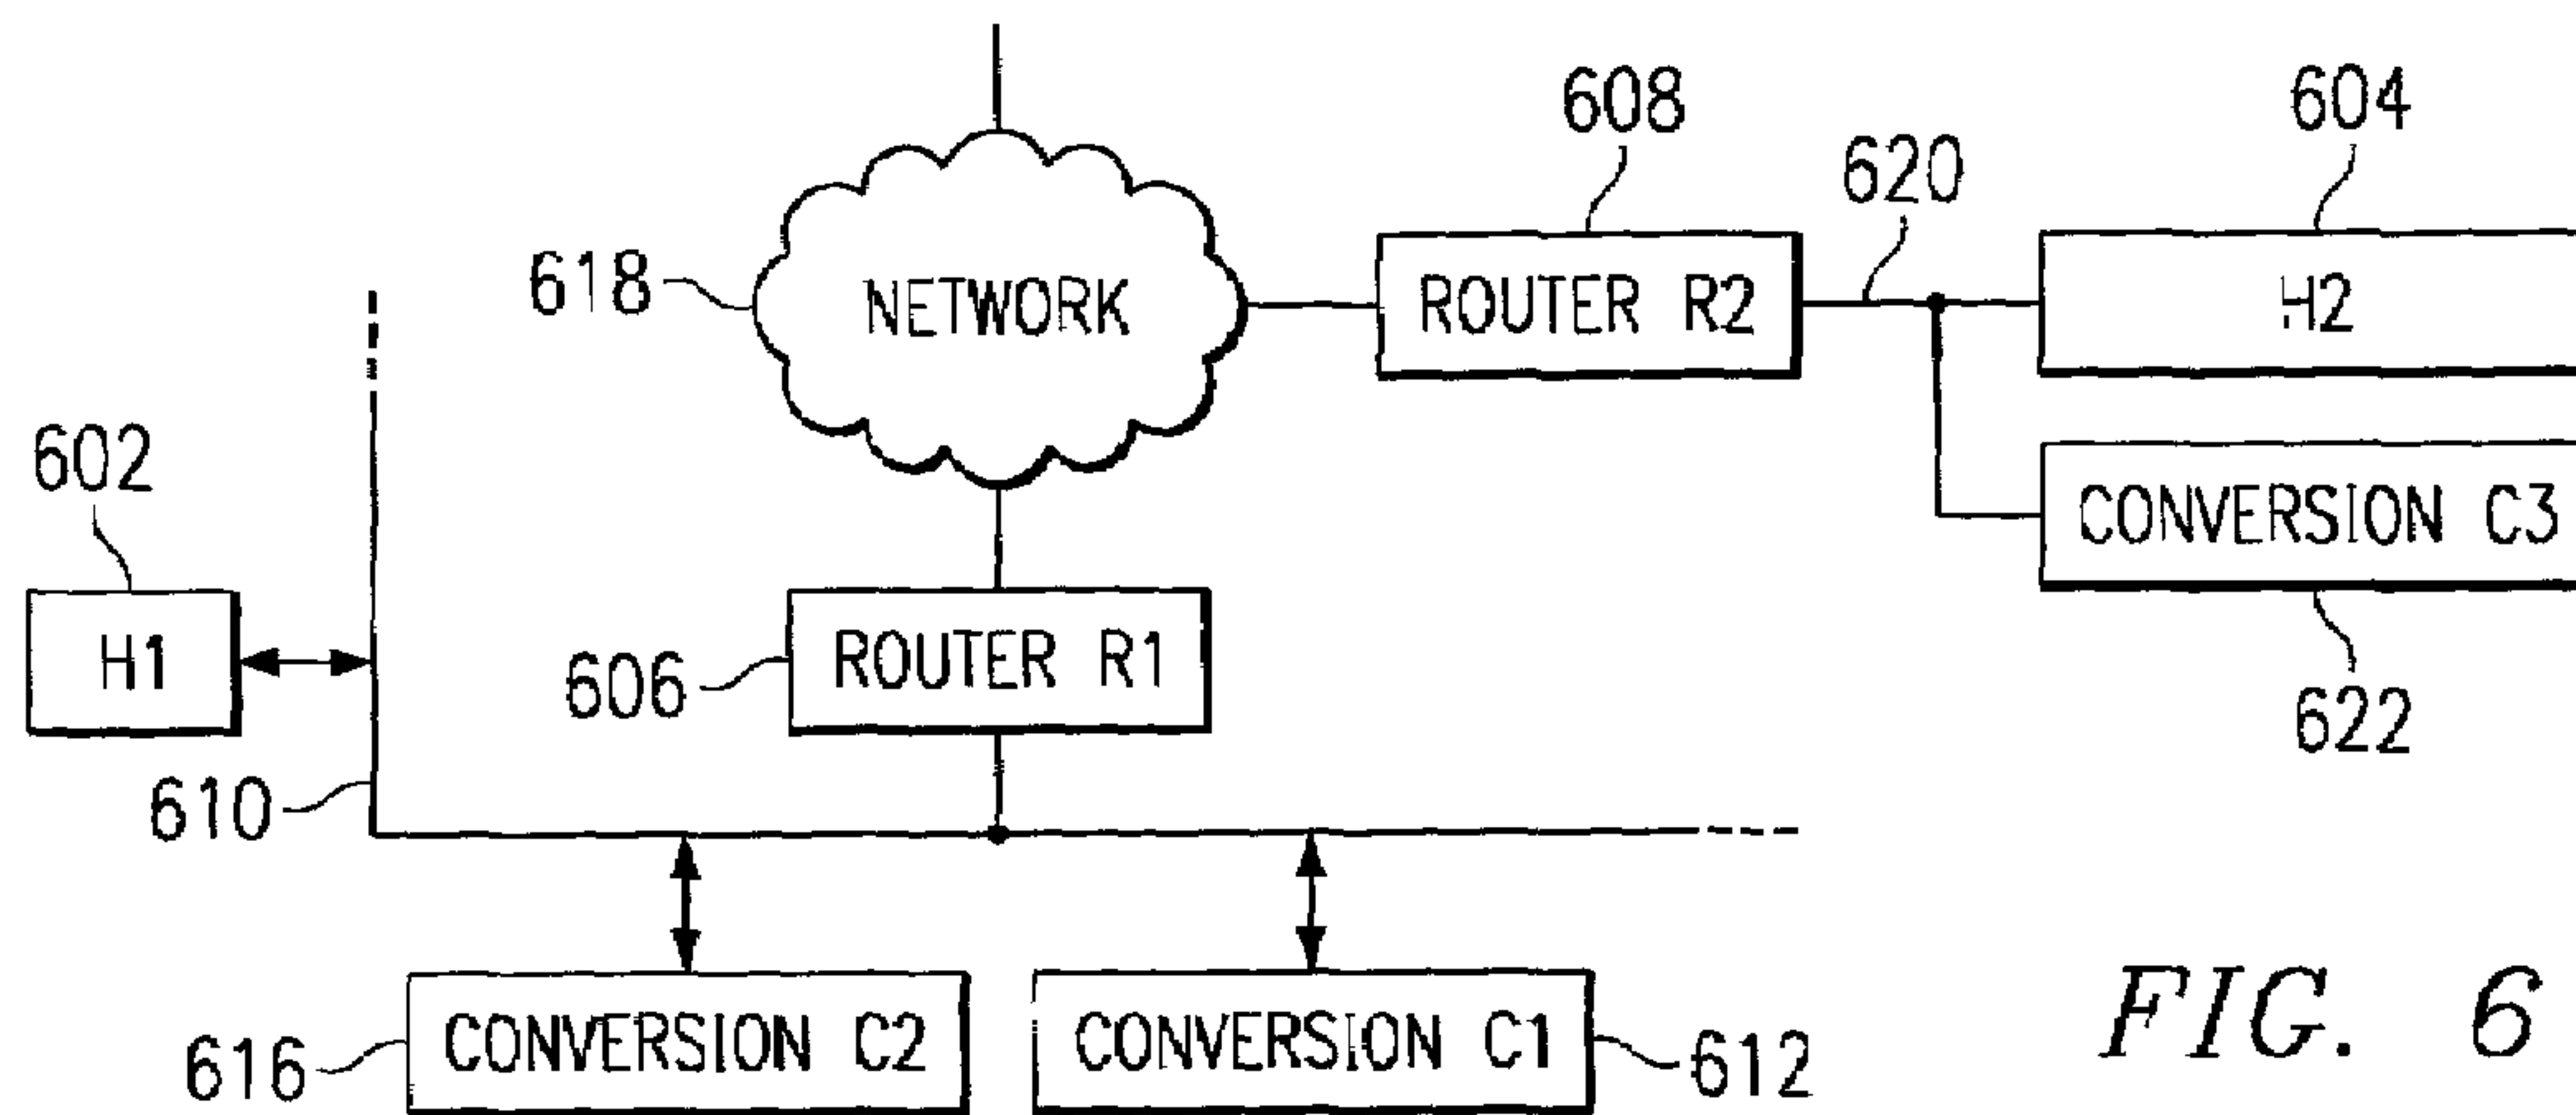 608
604
620
618
NETWORK
ROUTER R2
H2
602
CONVERSION C3
H1
606
ROUTER R1
622
610
616
CONVERSION C2
CONVERSION C1
612
FIG. 6